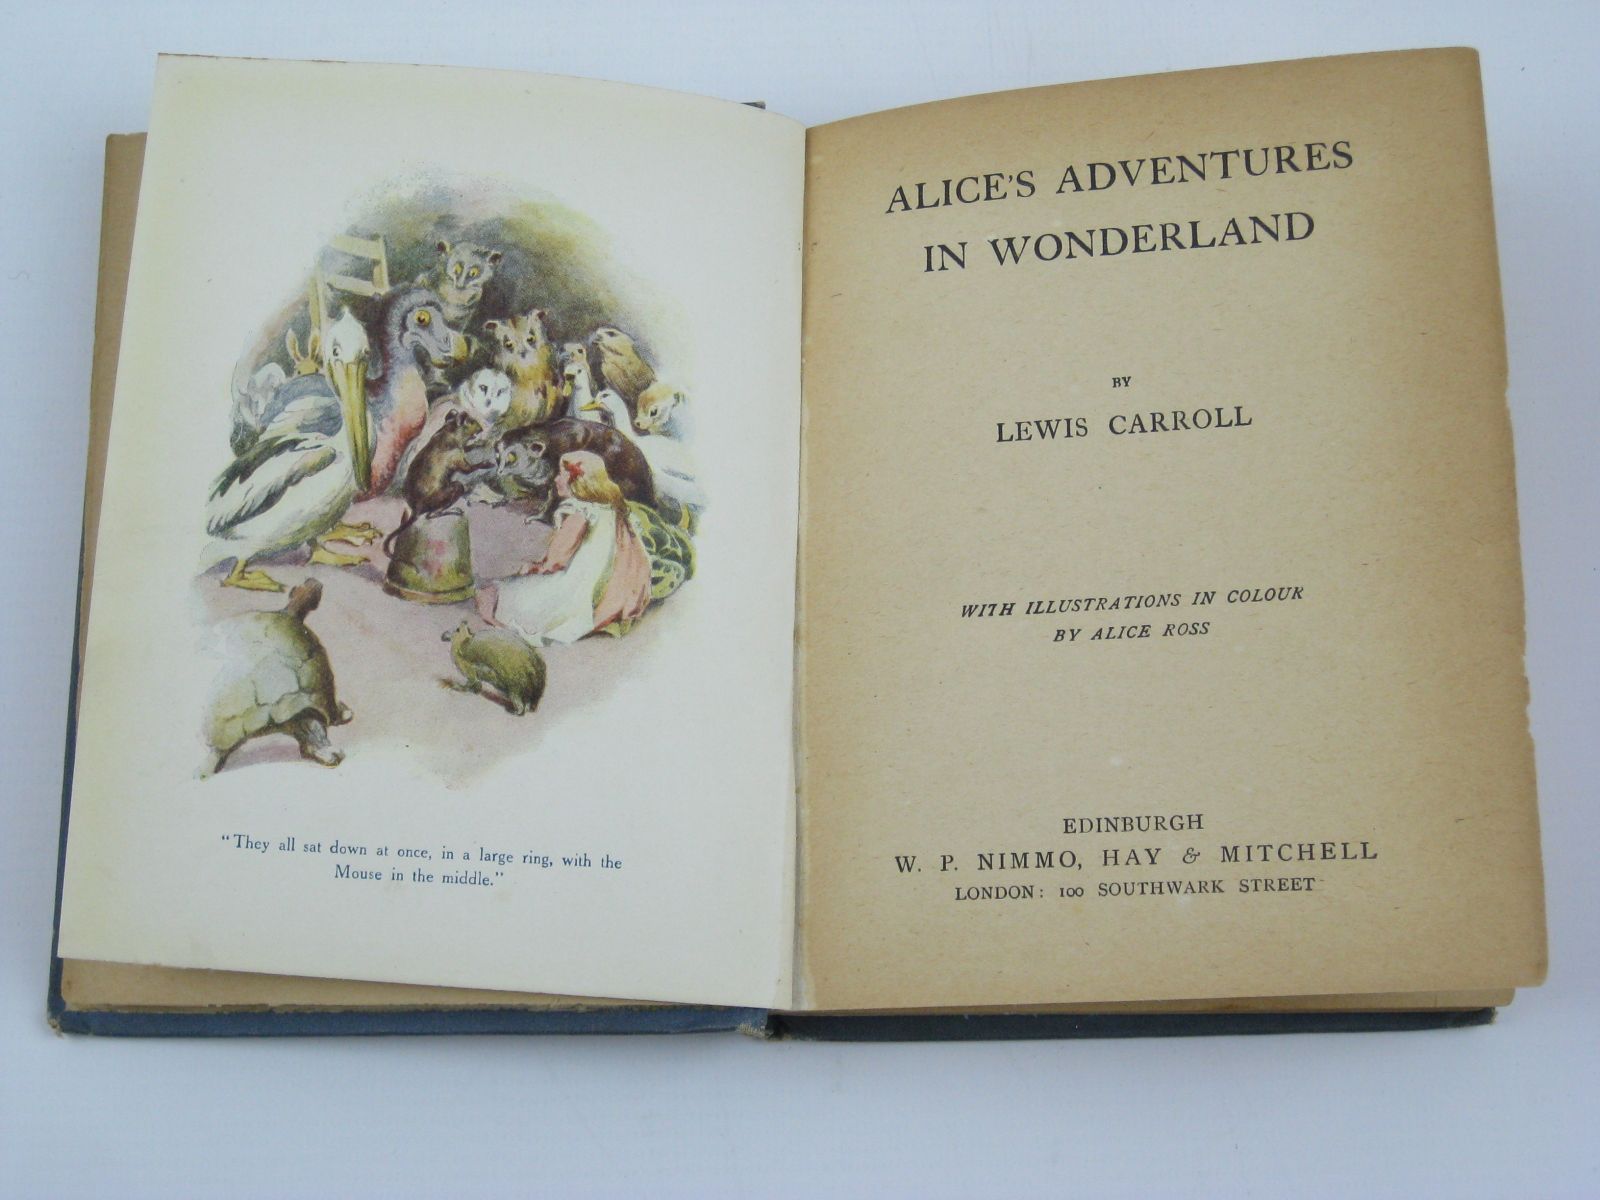 "They all sat down at once, in a large ring, with the
Mouse in the middle."
ALICE'S ADVENTURES
IN WONDERLAND
BY
LEWIS CARROLL
WITH ILLUSTRATIONS IN COLOUR
BY ALICE ROSS
EDINBURGH
W. P. NIMMO, HAY & MITCHELL
LONDON: 100 SOUTHWARK STREET